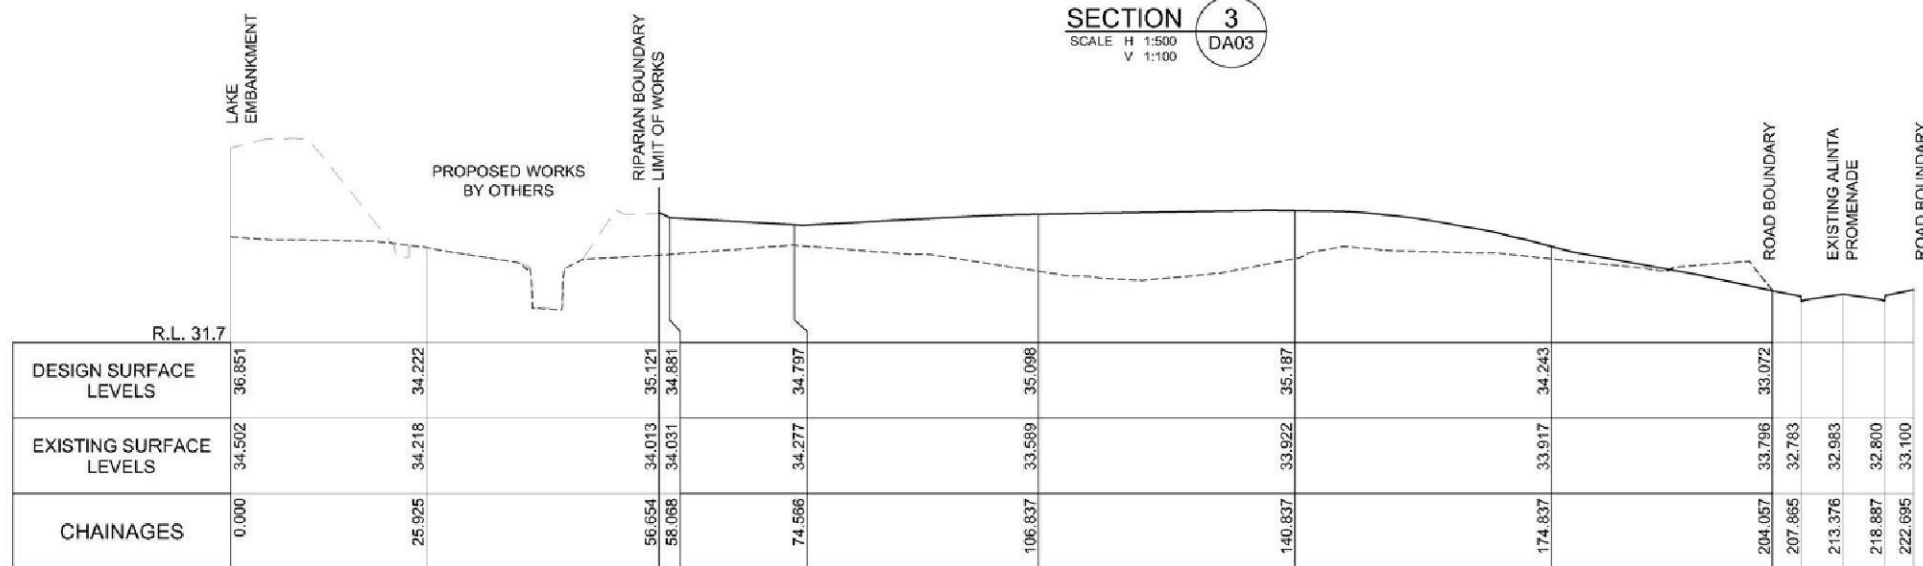 SECTION 3
SCALE H 1:500 DA03
V 1:100
LAKE
EMBANKMENT
RIPARIAN BOUNDARY
LIMIT OF WORKS
PROPOSED WORKS
BY OTHERS
ROAD BOUNDARY
EXISTING ALINTA
PROMENADE
ROAD BOUNDARY
R.L. 31.7
DESIGN SURFACE
LEVELS
36.851 34.222 35.121 34.881 34.797 35.098 35.187 34.243 33.072
EXISTING SURFACE
LEVELS
34.502 34.218 34.013 34.031 34.277 33.589 33.922 33.917 33.796 32.783 32.983 32.800 33.100
CHAINAGES
0.000 25.925 56.654 58.068 74.566 106.837 140.837 174.837 204.057 207.865 213.376 218.887 222.695